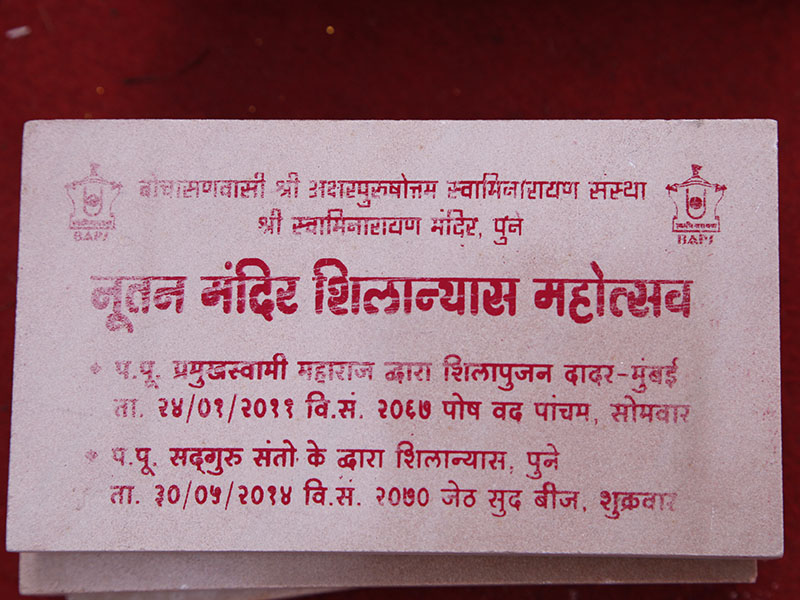 बोचासणवासी श्री अक्षरपुरुषोत्तम स्वामिनारायण संस्था
श्री स्वामिनारायण मंदिर, पुने
BAPS
BAPS
नूतन मंदिर शिलान्यास महोत्सव
प.पू. प्रमुखस्वामी महाराज द्वारा शिलापुजन दादर-मुंबई
ता. २४/०१/२०११ वि.सं. २०६७ पोष वद पांचम, सोमवार
प.पू. सद्‌गुरु संतो के द्वारा शिलान्यास, पुने
ता. ३०/०५/२०१४ वि.सं. २०७० जेठ सुद बीज, शुक्रवार